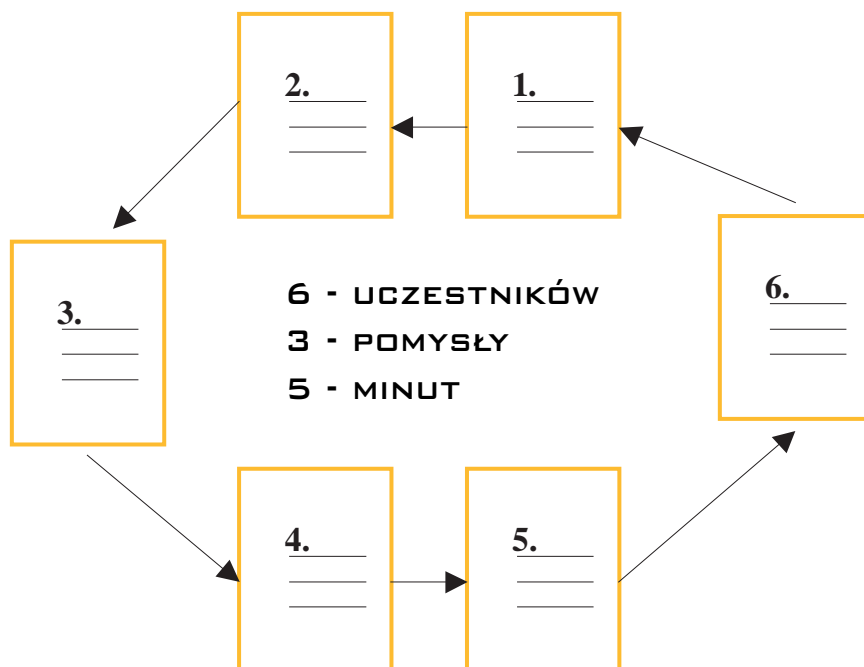 2.
1.
3.
6 - UCZESTNIKÓW
3 - POMYSŁY
5 - MINUT
6.
4.
5.